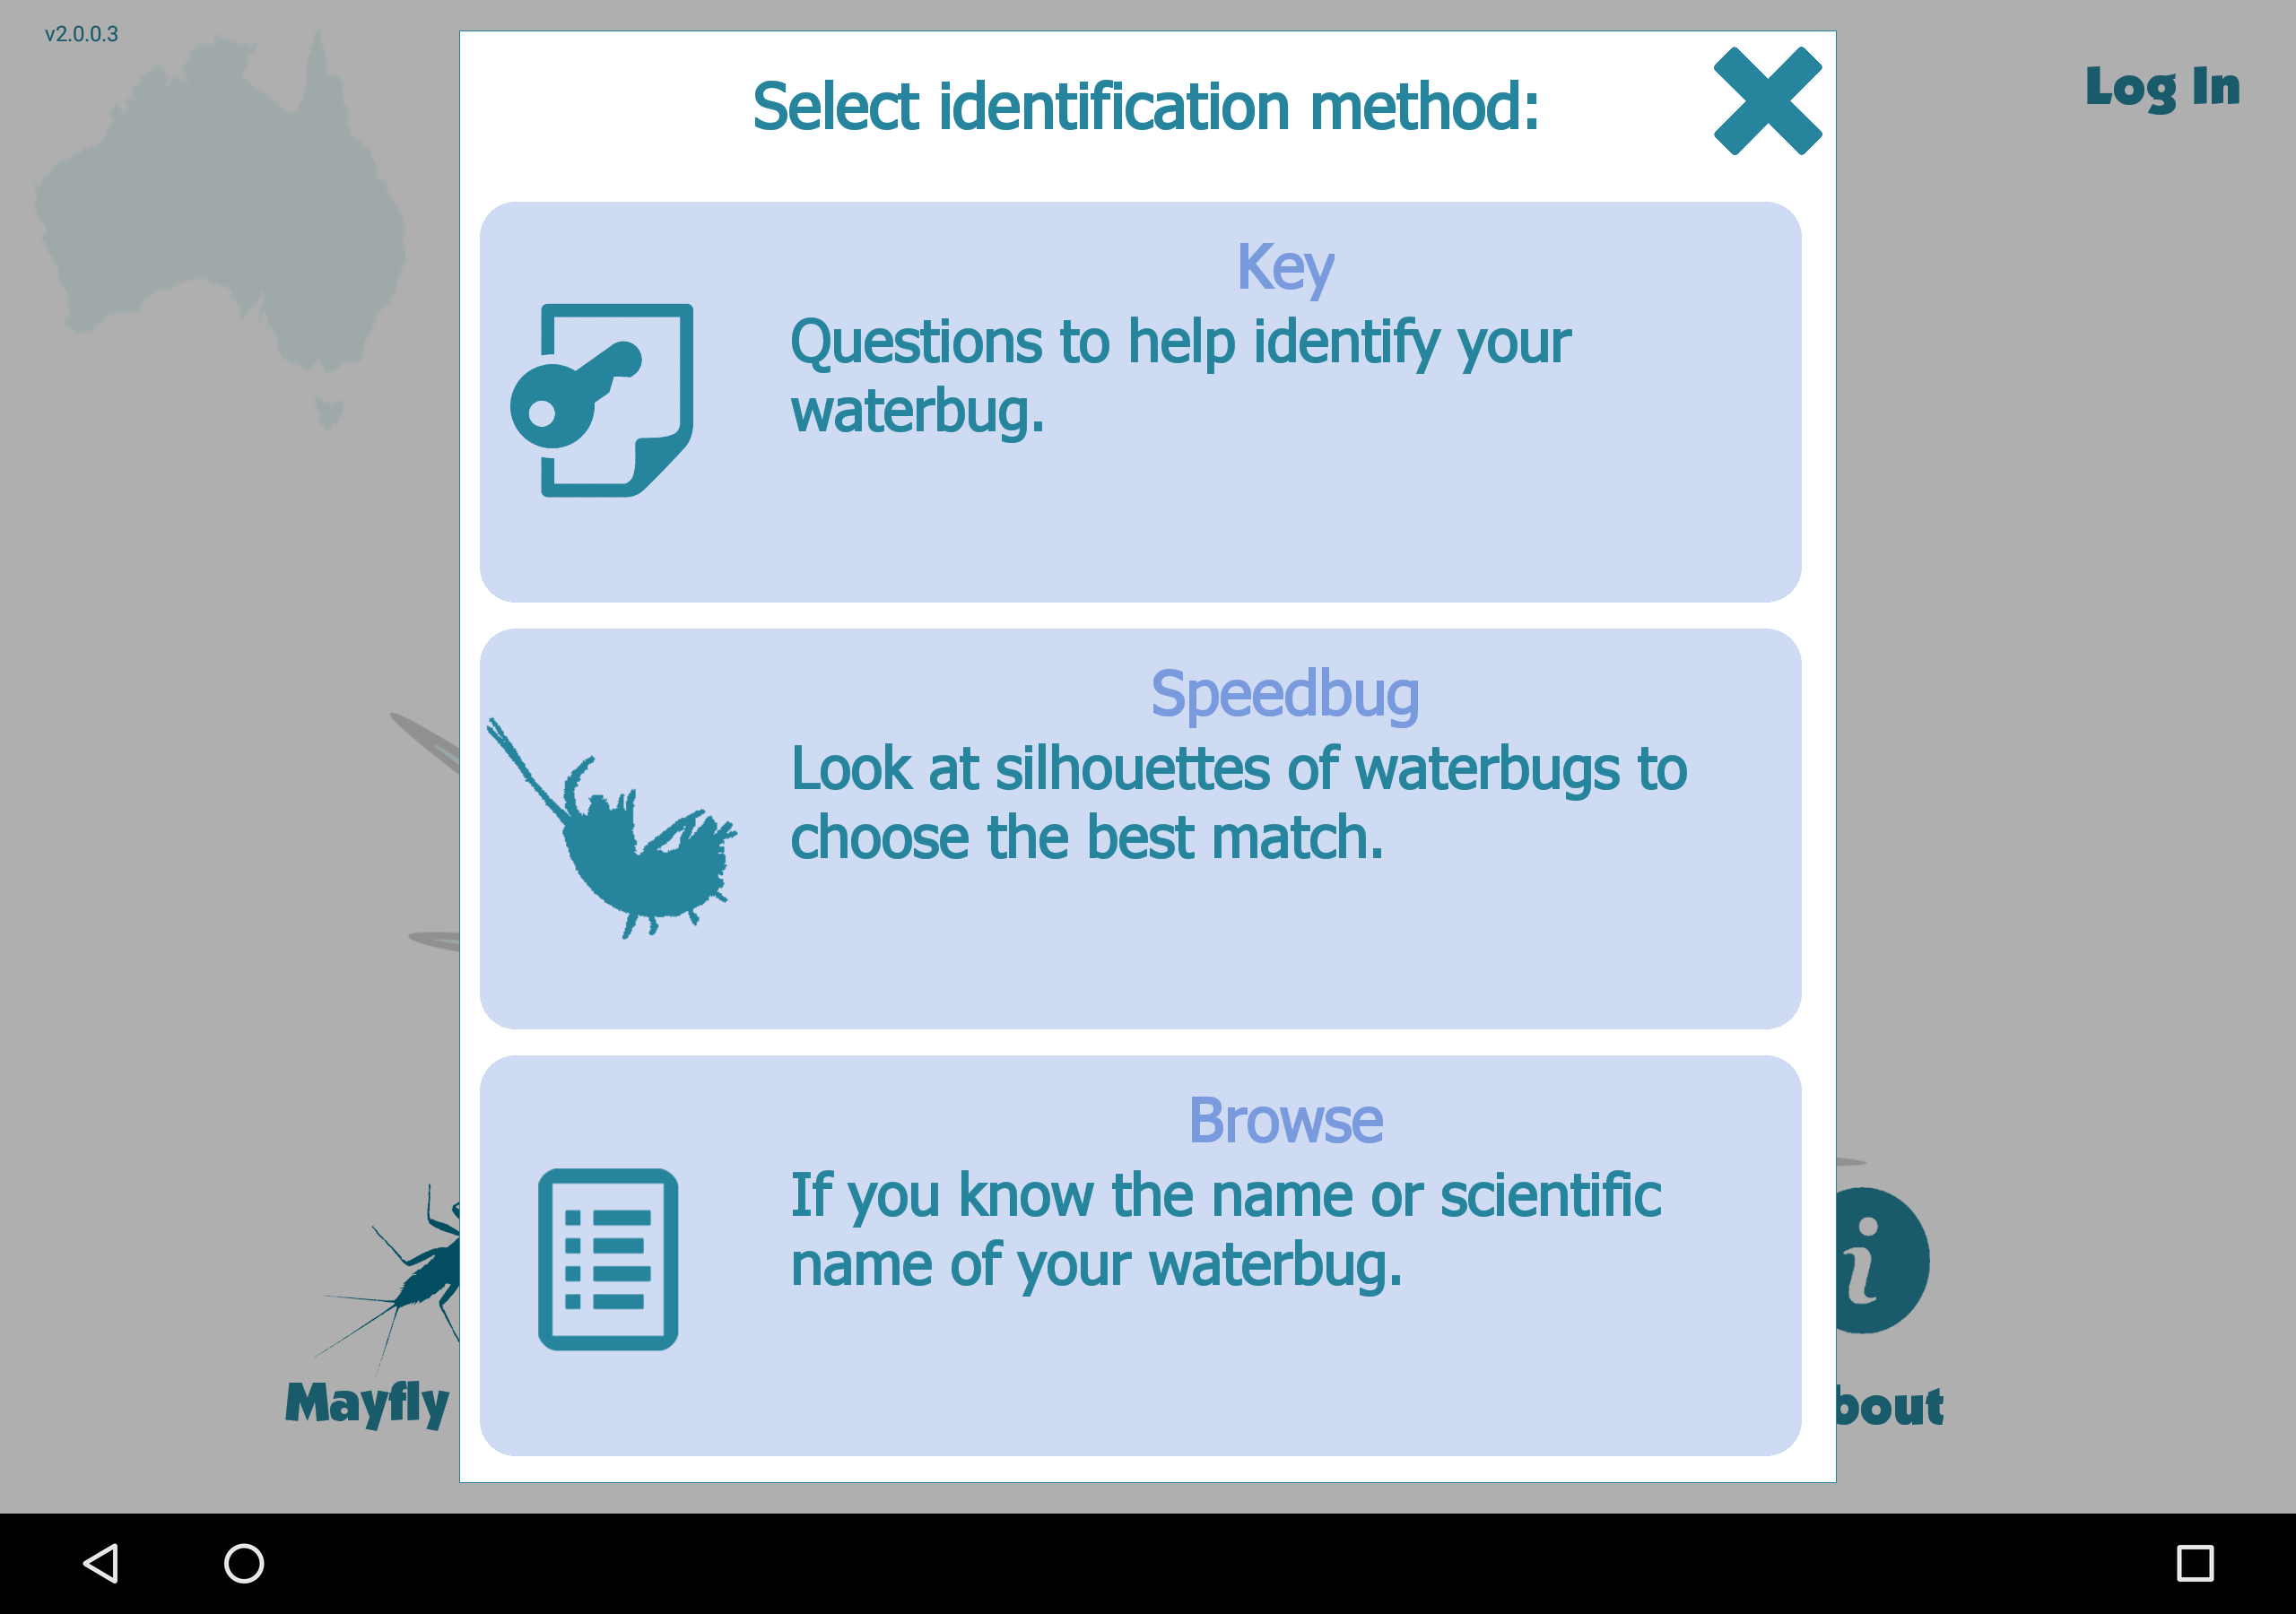 v2.0.0.3
Select identification method:
Log In
Key
Questions to help identify your
waterbug.
Speedbug
Look at silhouettes of waterbugs to
choose the best match.
Browse
If you know the name or scientific
name of your waterbug.
Mayfly
bout